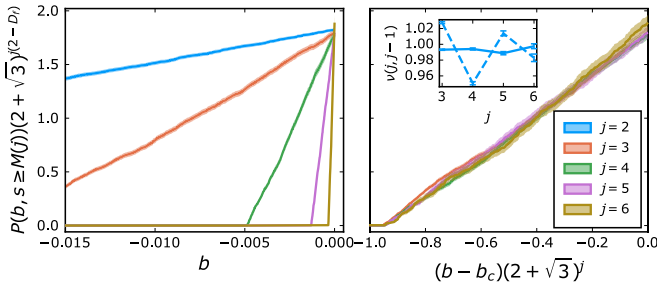 P(b, s ≥M(j))(2 + √3)^{j(2−D_f)}
2.0
1.5
1.0
0.5
0.0
−0.015
−0.010
−0.005
0.000
b
ν(j, j − 1)
1.02
1.00
0.98
0.96
3
4
5
6
j
j = 2
j = 3
j = 4
j = 5
j = 6
−1.0
−0.8
−0.6
−0.4
−0.2
0.0
(b − b_c)(2 + √3)^j